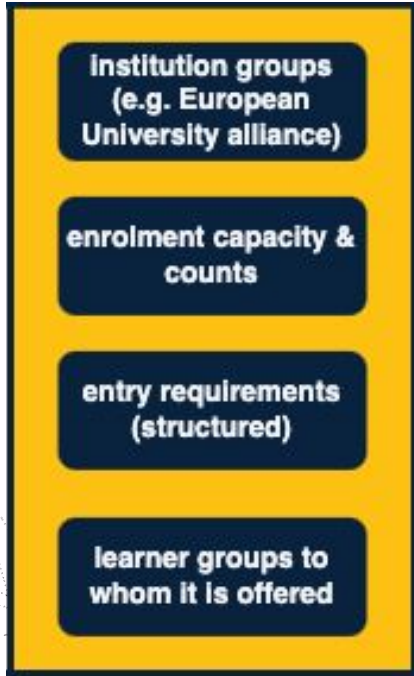 institution groups
(e.g. European
University alliance)
enrolment capacity &
counts
entry requirements
(structured)
learner groups to
whom it is offered